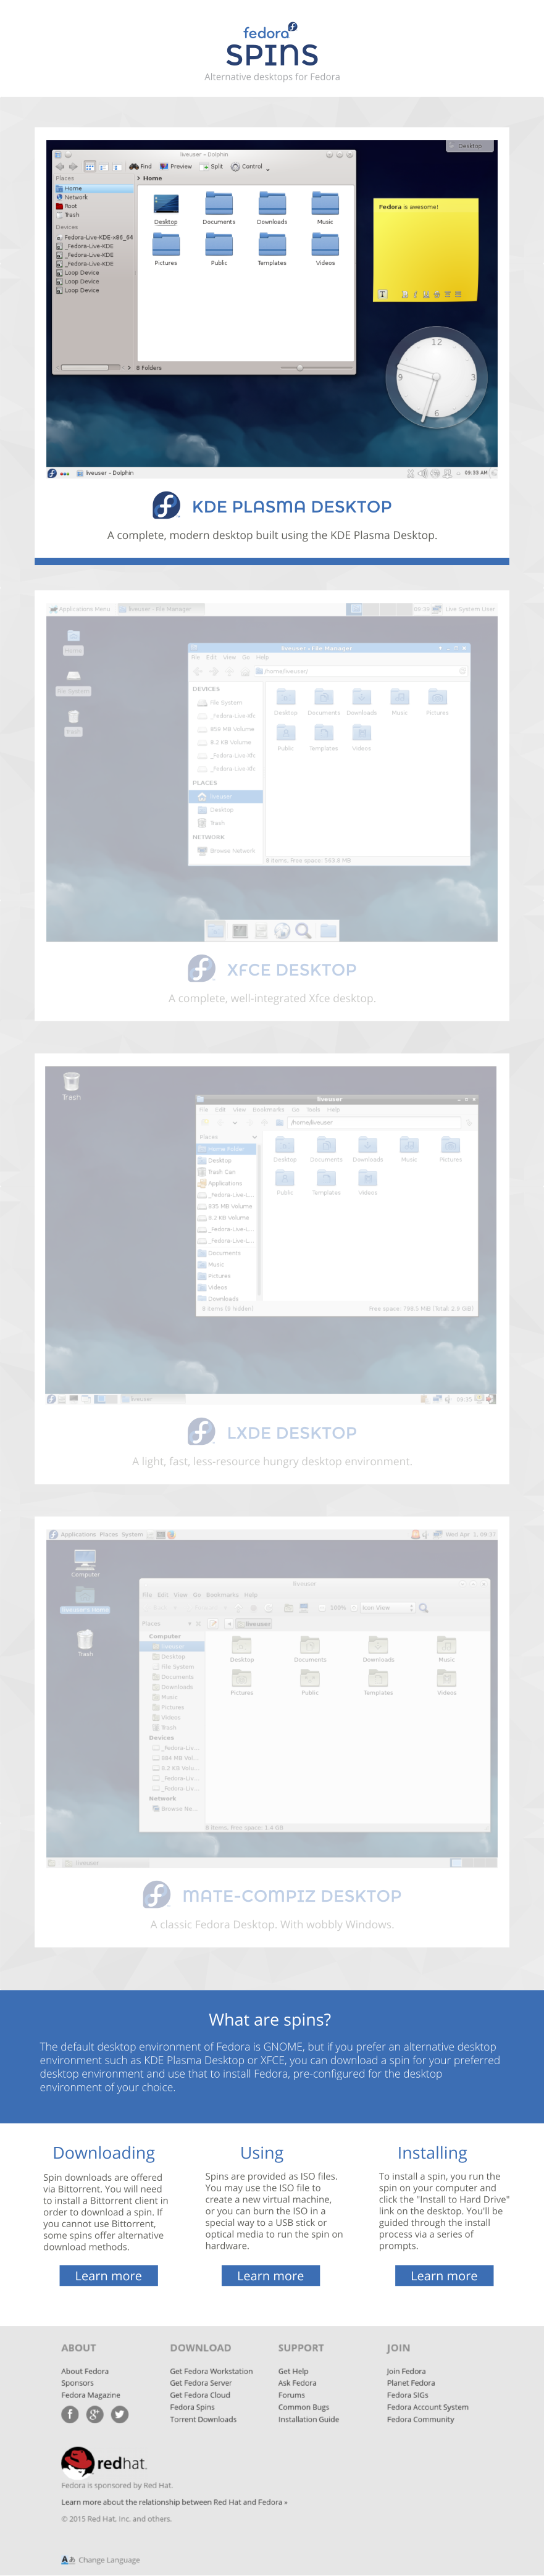 fedora
SPINS
Alternative desktops for Fedora
Desktop
liveuser – Dolphin
Find Preview Split Control
Places
Home
Home
Network
Root
Trash
Devices
Fedora-Live-KDE-x86_64
_Fedora-Live-KDE
_Fedora-Live-KDE
_Fedora-Live-KDE
Loop Device
Loop Device
Loop Device
Desktop Documents Downloads Music
Pictures Public Templates Videos
8 Folders
Fedora is awesome!
12
3
6
9
liveuser – Dolphin
09:33 AM
KDE PLASMA DESKTOP
A complete, modern desktop built using the KDE Plasma Desktop.
Applications Menu liveuser - File Manager
Live System User
Home
File System
Trash
liveuser - File Manager
File Edit View Go Help
/home/liveuser/
DEVICES
File System
_Fedora-Live-Xfc
859 MB Volume
8.2 KB Volume
_Fedora-Live-Xfc
_Fedora-Live-Xfc
PLACES
liveuser
Desktop
Trash
NETWORK
Browse Network
Desktop Documents Downloads Music Pictures
Public Templates Videos
8 items, Free space: 563.8 MB
XFCE DESKTOP
A complete, well-integrated Xfce desktop.
Trash
liveuser
File Edit View Bookmarks Go Tools Help
/home/liveuser
Places
Home Folder
Desktop
Trash Can
Applications
_Fedora-Live-L...
835 MB Volume
8.2 KB Volume
_Fedora-Live-L...
_Fedora-Live-L...
Documents
Music
Pictures
Videos
Downloads
Desktop Documents Downloads Music Pictures
Public Templates Videos
8 items (9 hidden)
Free space: 798.5 MiB (Total: 2.9 GiB)
liveuser
09:35
LXDE DESKTOP
A light, fast, less-resource hungry desktop environment.
Applications Places System
Wed Apr 1, 09:37
Computer
liveuser's Home
Trash
liveuser
File Edit View Go Bookmarks Help
100% Icon View
Places
liveuser
Computer
liveuser
Desktop
File System
Documents
Downloads
Music
Pictures
Videos
Trash
Devices
_Fedora-Liv...
884 MB Vol...
8.2 KB Volu...
_Fedora-Liv...
_Fedora-Liv...
Network
Browse Ne...
Desktop Documents Downloads Music
Pictures Public Templates Videos
8 items, Free space: 1.4 GB
liveuser
MATE-COMPIZ DESKTOP
A classic Fedora Desktop. With wobbly Windows.
What are spins?
The default desktop environment of Fedora is GNOME, but if you prefer an alternative desktop
environment such as KDE Plasma Desktop or XFCE, you can download a spin for your preferred
desktop environment and use that to install Fedora, pre-configured for the desktop
environment of your choice.
Downloading
Spin downloads are offered
via Bittorrent. You will need
to install a Bittorrent client in
order to download a spin. If
you cannot use Bittorrent,
some spins offer alternative
download methods.
Learn more
Using
Spins are provided as ISO files.
You may use the ISO file to
create a new virtual machine,
or you can burn the ISO in a
special way to a USB stick or
optical media to run the spin on
hardware.
Learn more
Installing
To install a spin, you run the
spin on your computer and
click the "Install to Hard Drive"
link on the desktop. You'll be
guided through the install
process via a series of
prompts.
Learn more
ABOUT
About Fedora
Sponsors
Fedora Magazine
DOWNLOAD
Get Fedora Workstation
Get Fedora Server
Get Fedora Cloud
Fedora Spins
Torrent Downloads
SUPPORT
Get Help
Ask Fedora
Forums
Common Bugs
Installation Guide
JOIN
Join Fedora
Planet Fedora
Fedora SIGs
Fedora Account System
Fedora Community
redhat.
Fedora is sponsored by Red Hat.
Learn more about the relationship between Red Hat and Fedora »
© 2015 Red Hat, Inc. and others.
Change Language